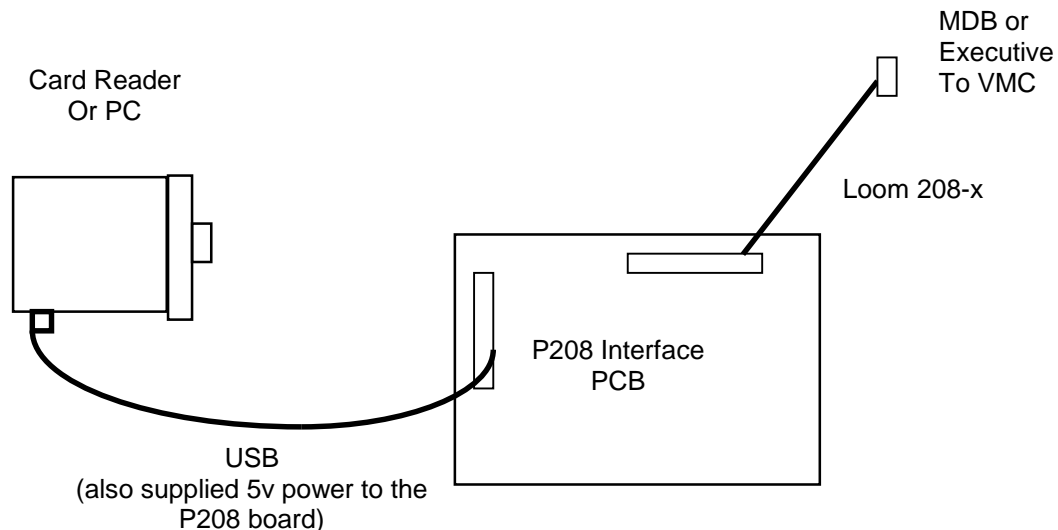 MDB or
Executive
To VMC
Card Reader
Or PC
Loom 208-x
P208 Interface
PCB
USB
(also supplied 5v power to the
P208 board)